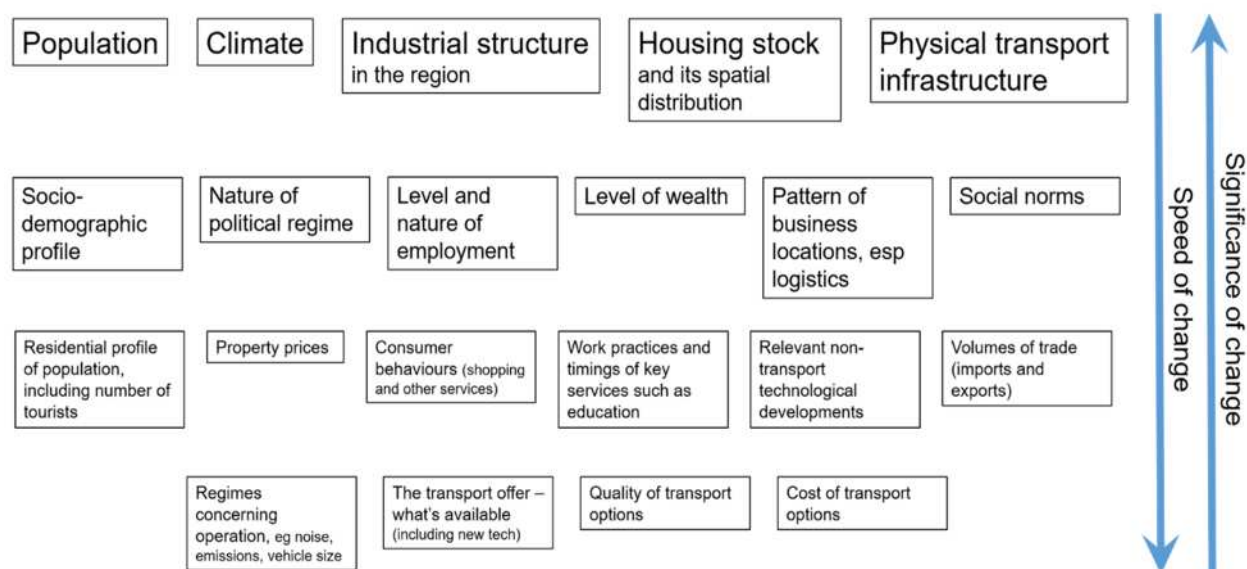 Population
Climate
Industrial structure
in the region
Housing stock
and its spatial
distribution
Physical transport
infrastructure
Socio-
demographic
profile
Nature of
political regime
Level and
nature of
employment
Level of wealth
Pattern of
business
locations, esp
logistics
Social norms
Residential profile
of population,
including number of
tourists
Property prices
Consumer
behaviours (shopping
and other services)
Work practices and
timings of key
services such as
education
Relevant non-
transport
technological
developments
Volumes of trade
(imports and
exports)
Regimes
concerning
operation, eg noise,
emissions, vehicle size
The transport offer –
what's available
(including new tech)
Quality of transport
options
Cost of transport
options
Speed of change
Significance of change